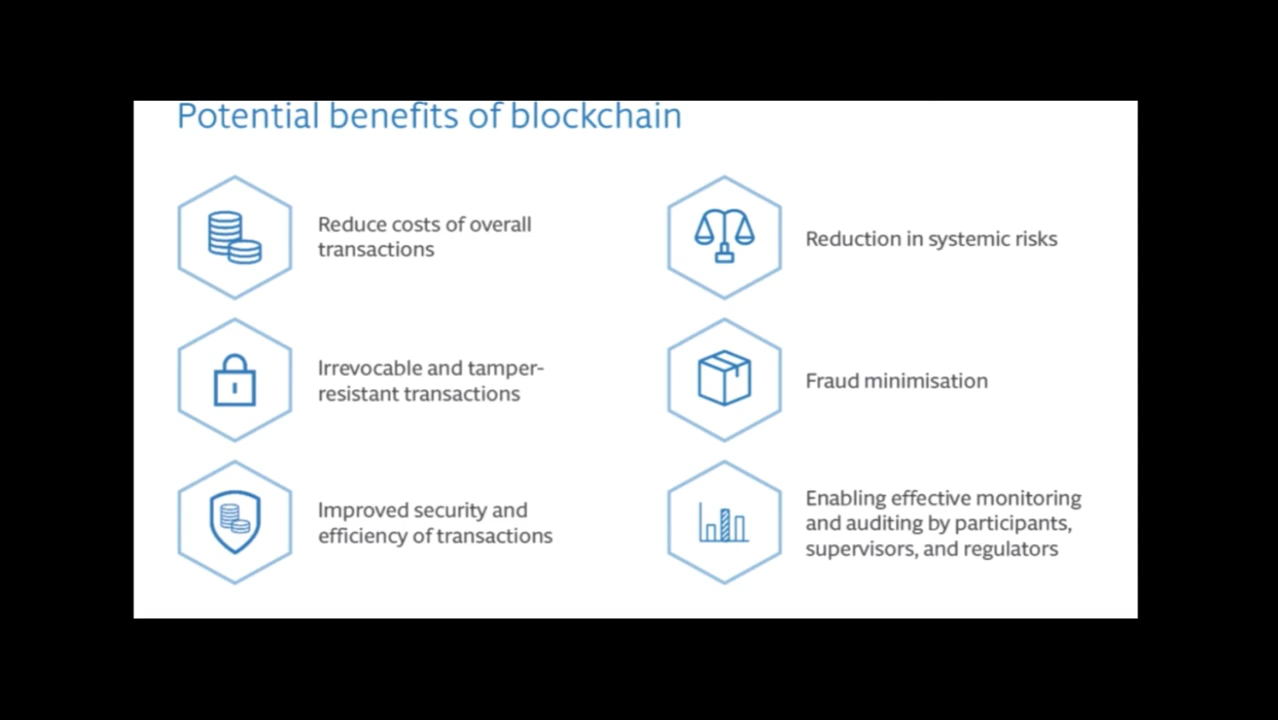 Potential benefits of blockchain
Reduce costs of overall
transactions
Irrevocable and tamper-
resistant transactions
Improved security and
efficiency of transactions
Reduction in systemic risks
Fraud minimisation
Enabling effective monitoring
and auditing by participants,
supervisors, and regulators